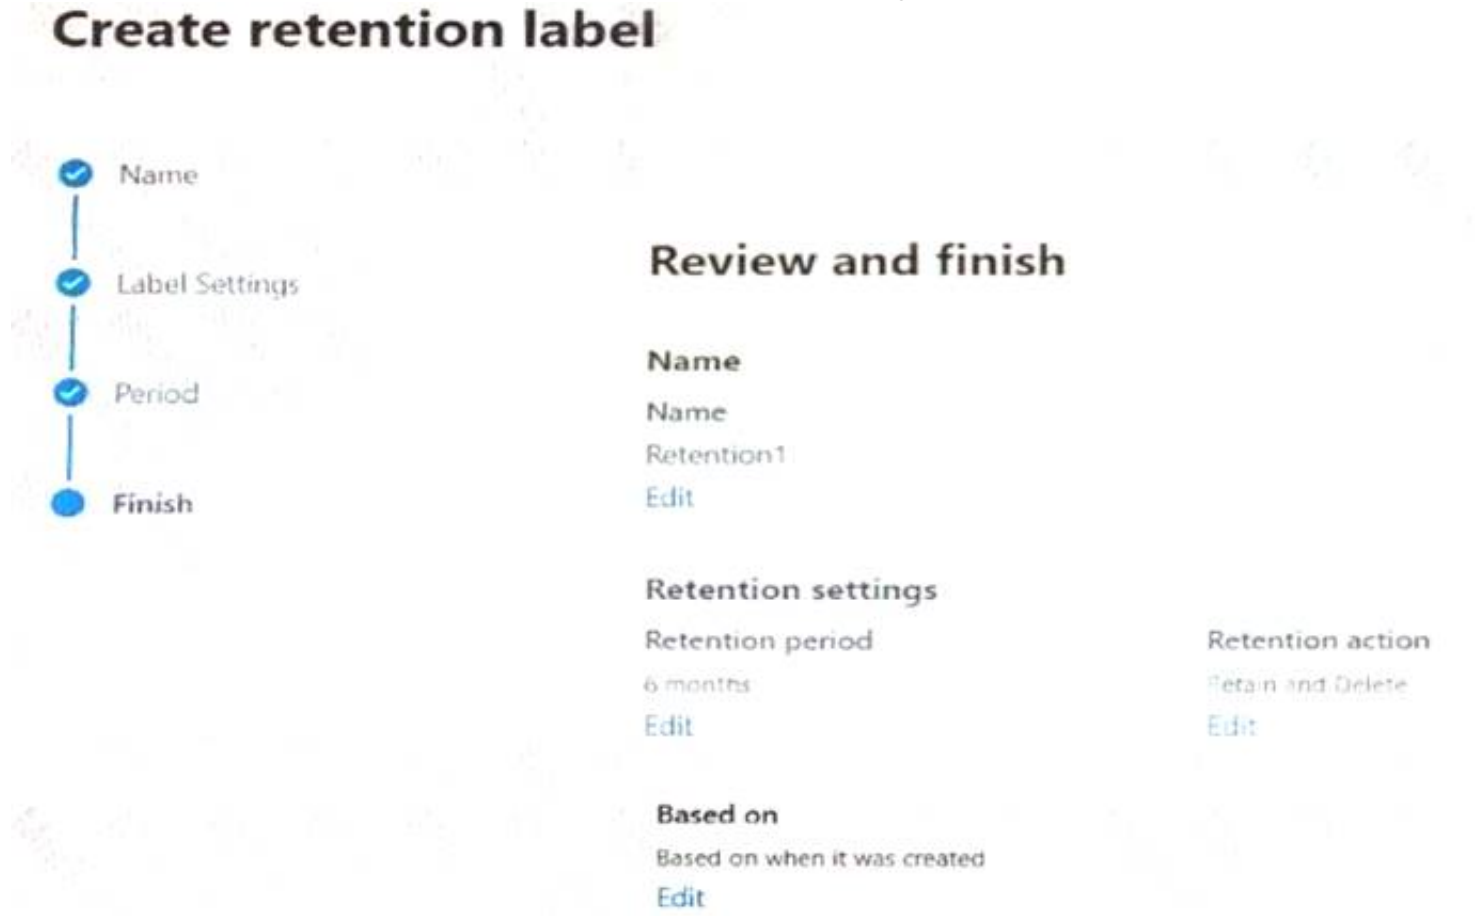 Create retention label
Name
Label Settings
Period
Finish
Review and finish
Name
Name
Retention1
Edit
Retention settings
Retention period
6 months
Edit
Retention action
Retain and Delete
Edit
Based on
Based on when it was created
Edit